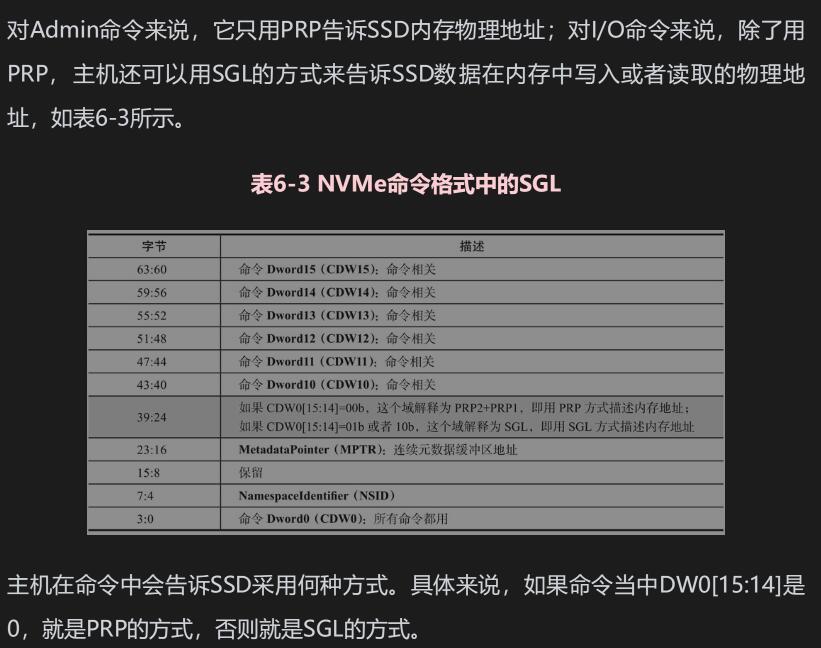 对Admin命令来说，它只用PRP告诉SSD内存物理地址；对I/O命令来说，除了用
PRP，主机还可以用SGL的方式来告诉SSD数据在内存中写入或者读取的物理地
址，如表6-3所示。
表6-3 NVMe命令格式中的SGL
字节 描述
63:60 命令 Dword15（CDW15）；命令相关
59:56 命令 Dword14（CDW14）；命令相关
55:52 命令 Dword13（CDW13）；命令相关
51:48 命令 Dword12（CDW12）；命令相关
47:44 命令 Dword11（CDW11）；命令相关
43:40 命令 Dword10（CDW10）；命令相关
39:24 如果 CDW0[15:14]=00b，这个域解释为 PRP2+PRP1，即用 PRP 方式描述内存地址；
如果 CDW0[15:14]=01b 或者 10b，这个域解释为 SGL，即用 SGL 方式描述内存地址
23:16 MetadataPointer（MPTR）；连续元数据缓冲区地址
15:8 保留
7:4 NamespaceIdentifier（NSID）
3:0 命令 Dword0（CDW0）；所有命令都用
主机在命令中会告诉SSD采用何种方式。具体来说，如果命令当中DW0[15:14]是
0，就是PRP的方式，否则就是SGL的方式。